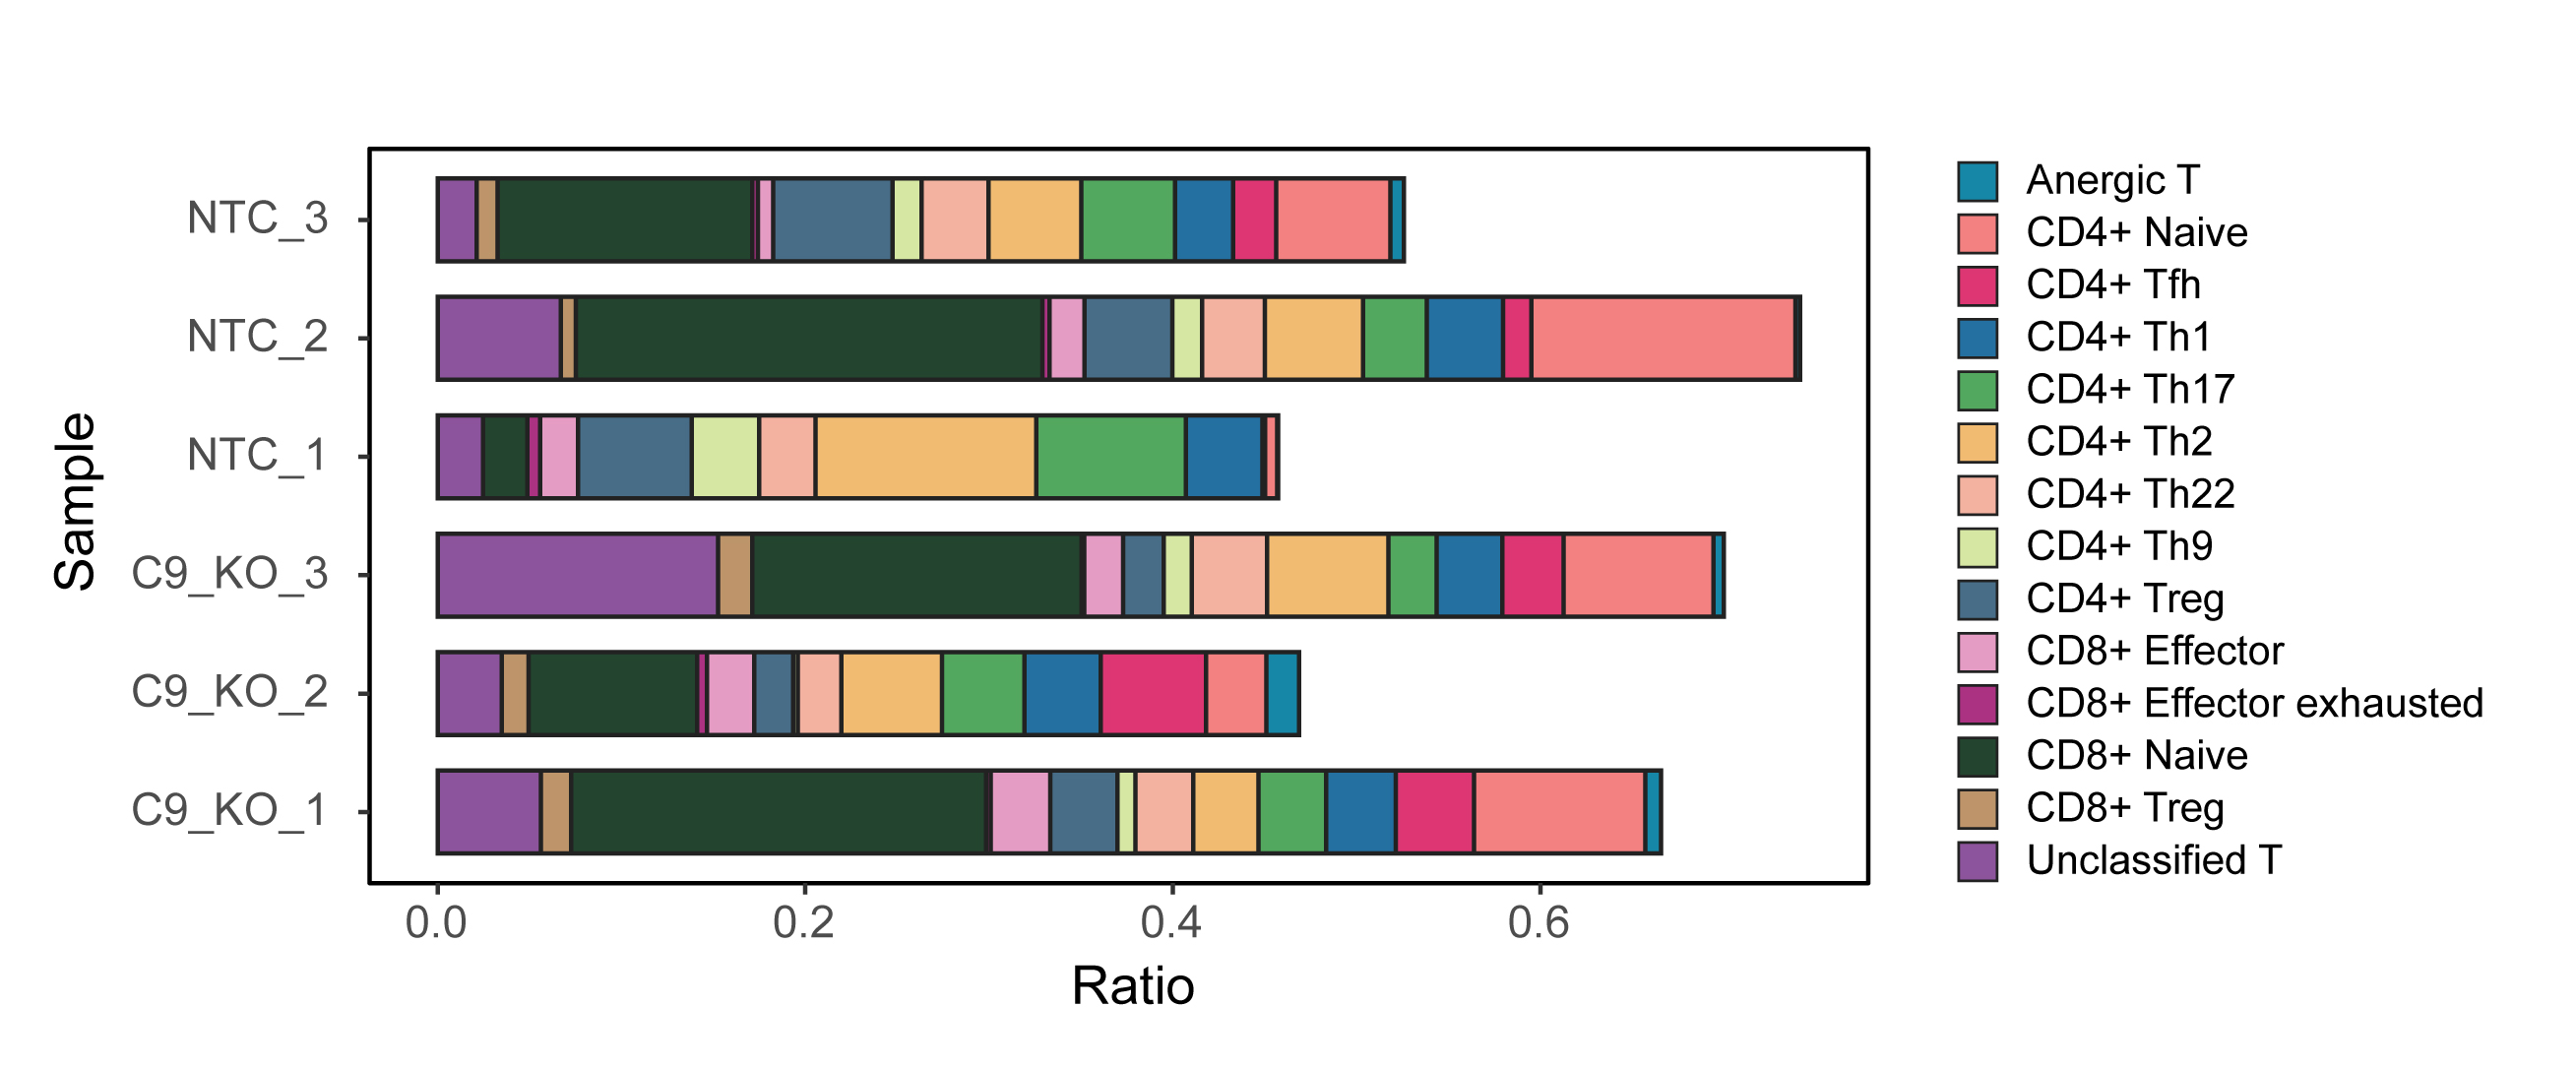 Sample
NTC_3
NTC_2
NTC_1
C9_KO_3
C9_KO_2
C9_KO_1
0.0 0.2 0.4 0.6
Ratio
Anergic T
CD4+ Naive
CD4+ Tfh
CD4+ Th1
CD4+ Th17
CD4+ Th2
CD4+ Th22
CD4+ Th9
CD4+ Treg
CD8+ Effector
CD8+ Effector exhausted
CD8+ Naive
CD8+ Treg
Unclassified T